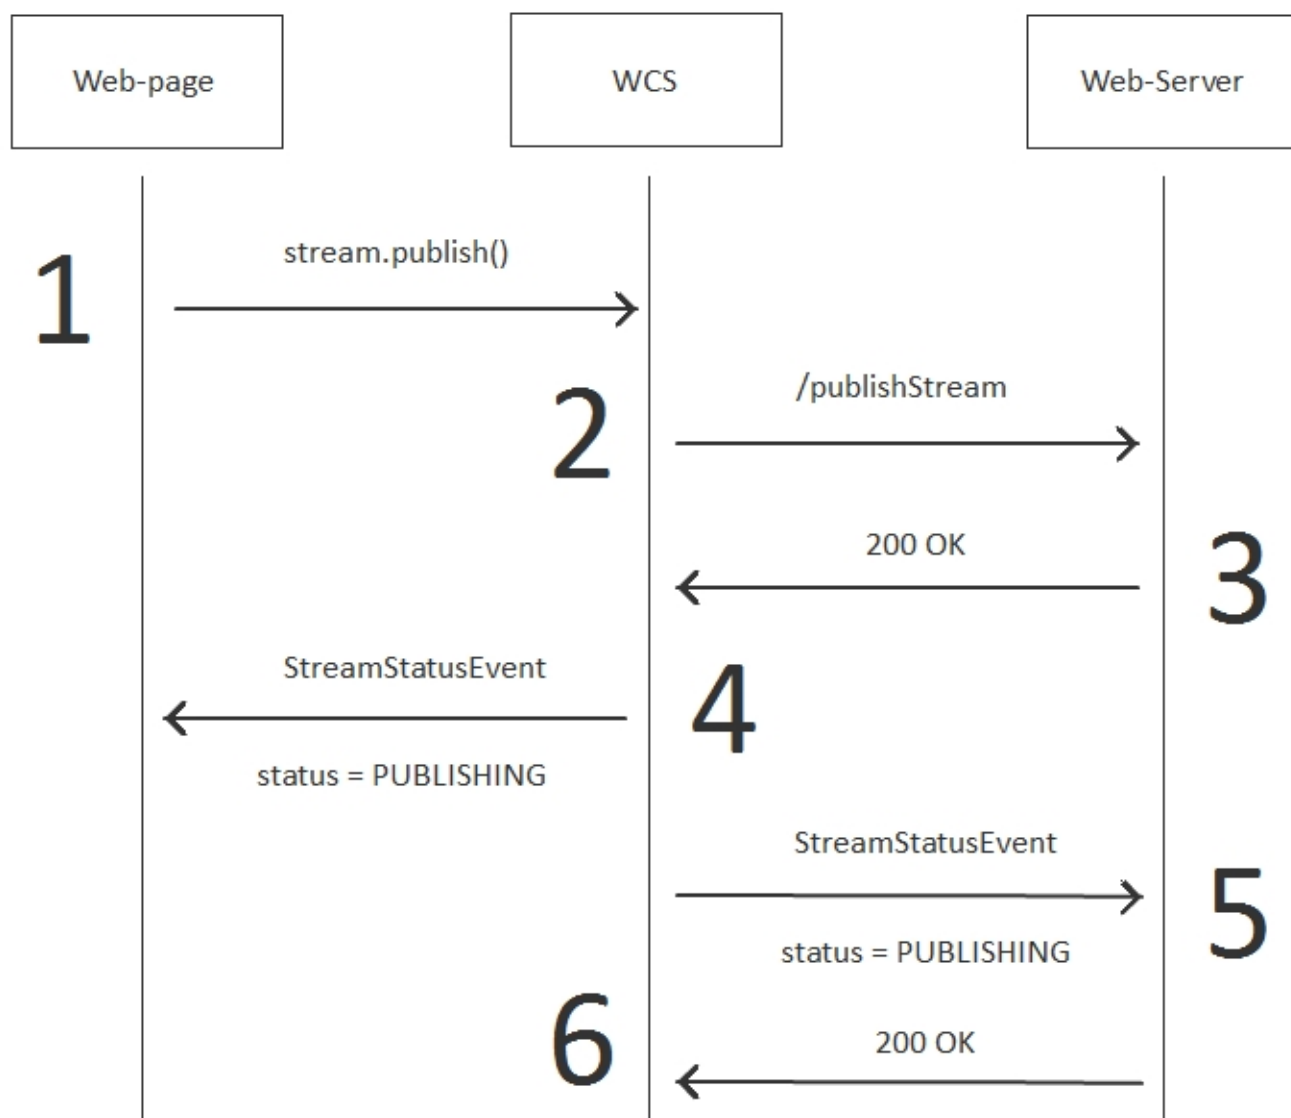 Web-page
WCS
Web-Server
1
stream.publish()
2
/publishStream
200 OK
3
StreamStatusEvent
4
status = PUBLISHING
StreamStatusEvent
5
status = PUBLISHING
6
200 OK